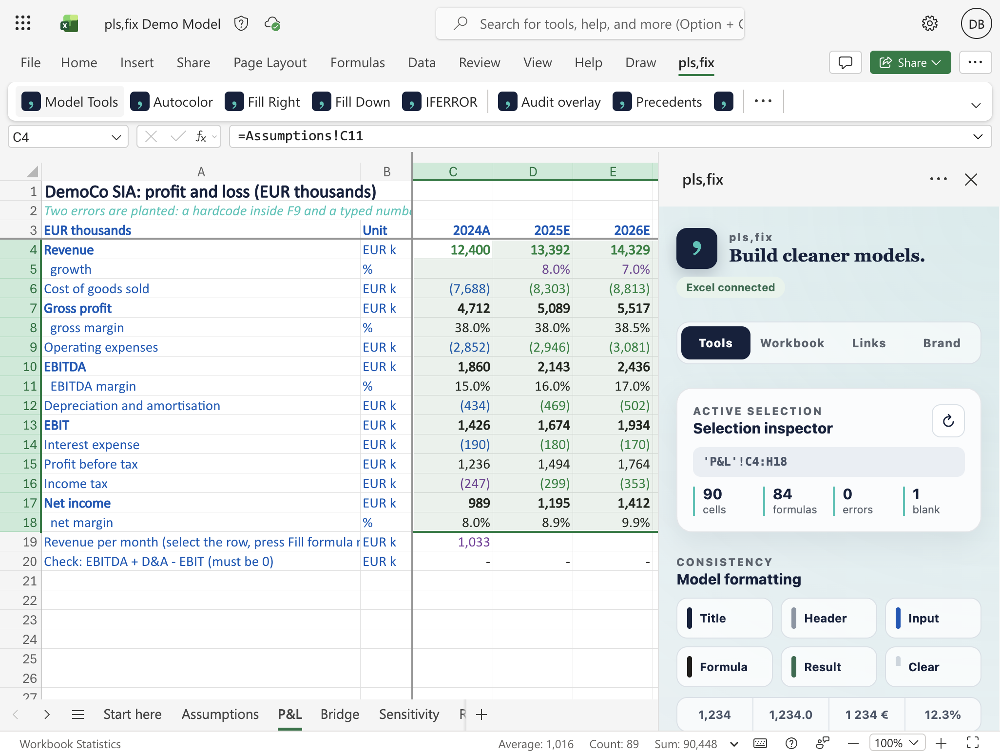 pls,fix Demo Model
Search for tools, help, and more (Option +
DB
File Home Insert Share Page Layout Formulas Data Review View Help Draw pls,fix
Share
Model Tools Autocolor Fill Right Fill Down IFERROR Audit overlay Precedents
C4 fx =Assumptions!C11
A B C D E
1 DemoCo SIA: profit and loss (EUR thousands)
2 Two errors are planted: a hardcode inside F9 and a typed
3 EUR thousands Unit 2024A 2025E 2026E
4 Revenue EUR k 12,400 13,392 14,329
5 growth % 8.0% 7.0%
6 Cost of goods sold EUR k (7,688) (8,303) (8,813)
7 Gross profit EUR k 4,712 5,089 5,517
8 gross margin % 38.0% 38.0% 38.5%
9 Operating expenses EUR k (2,852) (2,946) (3,081)
10 EBITDA EUR k 1,860 2,143 2,436
11 EBITDA margin % 15.0% 16.0% 17.0%
12 Depreciation and amortisation EUR k (434) (469) (502)
13 EBIT EUR k 1,426 1,674 1,934
14 Interest expense EUR k (190) (180) (170)
15 Profit before tax EUR k 1,236 1,494 1,764
16 Income tax EUR k (247) (299) (353)
17 Net income EUR k 989 1,195 1,412
18 net margin % 8.0% 8.9% 9.9%
19 Revenue per month (select the row, press Fill formula EUR k 1,033
20 Check: EBITDA + D&A - EBIT (must be 0) EUR k - - -
21
22
23
24
25
26
27
pls,fix
pls,fix
Build cleaner models.
Excel connected
Tools Workbook Links Brand
ACTIVE SELECTION
Selection inspector
'P&L'!C4:H18
90 84 0 1
cells formulas errors blank
CONSISTENCY
Model formatting
Title Header Input
Formula Result Clear
1,234 1,234.0 1 234 € 12.3%
Start here Assumptions P&L Bridge Sensitivity
Workbook Statistics Average: 1,016 Count: 89 Sum: 90,448 100%